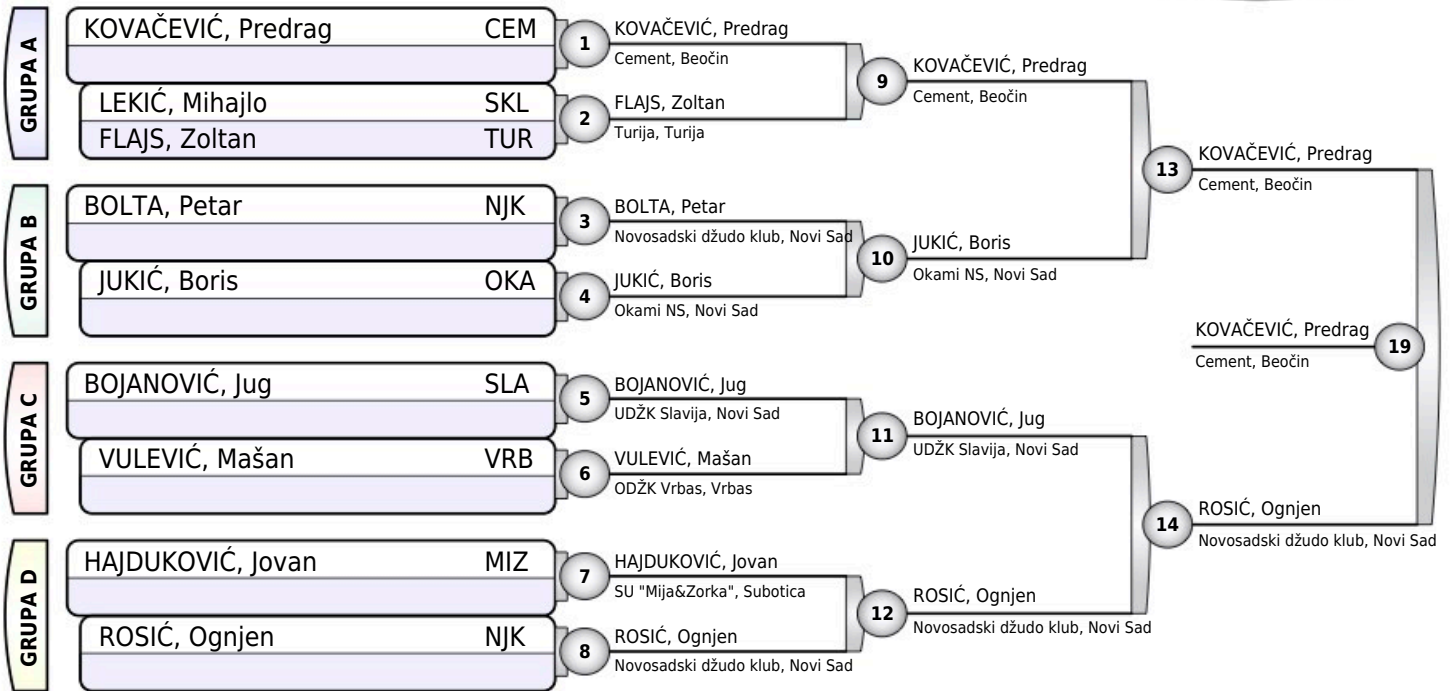 GRUPA A
KOVAČEVIĆ, Predrag CEM
LEKIĆ, Mihajlo SKL
FLAJS, Zoltan TUR
GRUPA B
BOLTA, Petar NJK
JUKIĆ, Boris OKA
GRUPA C
BOJANOVIĆ, Jug SLA
VULEVIĆ, Mašan VRB
GRUPA D
HAJDUKOVIĆ, Jovan MIZ
ROSIĆ, Ognjen NJK
1
KOVAČEVIĆ, Predrag
Cement, Beočin
2
FLAJS, Zoltan
Turija, Turija
3
BOLTA, Petar
Novosadski džudo klub, Novi Sad
4
JUKIĆ, Boris
Okami NS, Novi Sad
5
BOJANOVIĆ, Jug
UDŽK Slavija, Novi Sad
6
VULEVIĆ, Mašan
ODŽK Vrbas, Vrbas
7
HAJDUKOVIĆ, Jovan
SU "Mija&Zorka", Subotica
8
ROSIĆ, Ognjen
Novosadski džudo klub, Novi Sad
9
KOVAČEVIĆ, Predrag
Cement, Beočin
10
JUKIĆ, Boris
Okami NS, Novi Sad
11
BOJANOVIĆ, Jug
UDŽK Slavija, Novi Sad
12
ROSIĆ, Ognjen
Novosadski džudo klub, Novi Sad
13
KOVAČEVIĆ, Predrag
Cement, Beočin
14
ROSIĆ, Ognjen
Novosadski džudo klub, Novi Sad
KOVAČEVIĆ, Predrag
Cement, Beočin
19